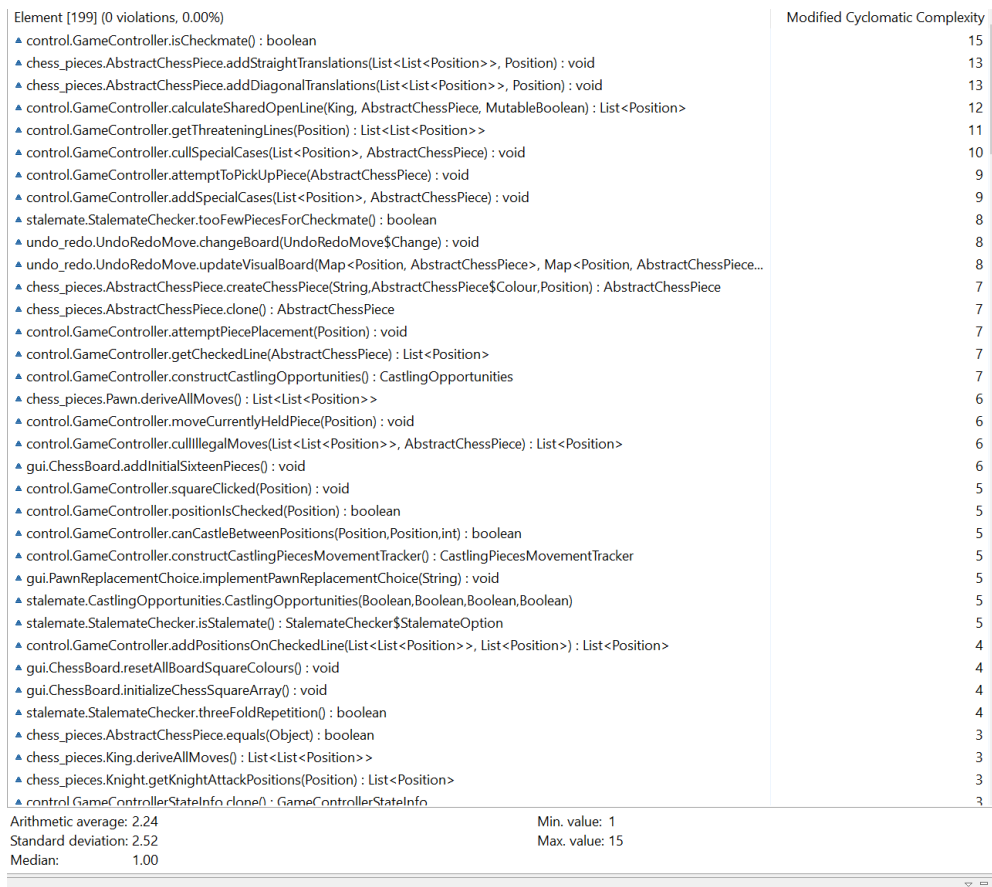 Element [199] (0 violations, 0.00%) Modified Cyclomatic Complexity
control.GameController.isCheckmate() : boolean 15
chess_pieces.AbstractChessPiece.addStraightTranslations(List<List<Position>>, Position) : void 13
chess_pieces.AbstractChessPiece.addDiagonalTranslations(List<List<Position>>, Position) : void 13
control.GameController.calculateSharedOpenLine(King, AbstractChessPiece, MutableBoolean) : List<Position> 12
control.GameController.getThreateningLines(Position) : List<List<Position>> 11
control.GameController.cullSpecialCases(List<Position>, AbstractChessPiece) : void 10
control.GameController.attemptToPickUpPiece(AbstractChessPiece) : void 9
control.GameController.addSpecialCases(List<Position>, AbstractChessPiece) : void 9
stalemate.StalemateChecker.tooFewPiecesForCheckmate() : boolean 8
undo_redo.UndoRedoMove.changeBoard(UndoRedoMove$Change) : void 8
undo_redo.UndoRedoMove.updateVisualBoard(Map<Position, AbstractChessPiece>, Map<Position, AbstractChessPiece... 8
chess_pieces.AbstractChessPiece.createChessPiece(String,AbstractChessPiece$Colour,Position) : AbstractChessPiece 7
chess_pieces.AbstractChessPiece.clone() : AbstractChessPiece 7
control.GameController.attemptPiecePlacement(Position) : void 7
control.GameController.getCheckedLine(AbstractChessPiece) : List<Position> 7
control.GameController.constructCastlingOpportunities() : CastlingOpportunities 7
chess_pieces.Pawn.deriveAllMoves() : List<List<Position>> 6
control.GameController.moveCurrentlyHeldPiece(Position) : void 6
control.GameController.cullIllegalMoves(List<List<Position>>, AbstractChessPiece) : List<Position> 6
gui.ChessBoard.addInitialSixteenPieces() : void 6
control.GameController.squareClicked(Position) : void 5
control.GameController.positionIsChecked(Position) : boolean 5
control.GameController.canCastleBetweenPositions(Position,Position,int) : boolean 5
control.GameController.constructCastlingPiecesMovementTracker() : CastlingPiecesMovementTracker 5
gui.PawnReplacementChoice.implementPawnReplacementChoice(String) : void 5
stalemate.CastlingOpportunities.CastlingOpportunities(Boolean,Boolean,Boolean,Boolean) 5
stalemate.StalemateChecker.isStalemate() : StalemateChecker$StalemateOption 5
control.GameController.addPositionsOnCheckedLine(List<List<Position>>, List<Position>) : List<Position> 4
gui.ChessBoard.resetAllBoardSquareColours() : void 4
gui.ChessBoard.initializeChessSquareArray() : void 4
stalemate.StalemateChecker.threeFoldRepetition() : boolean 4
chess_pieces.AbstractChessPiece.equals(Object) : boolean 3
chess_pieces.King.deriveAllMoves() : List<List<Position>> 3
chess_pieces.Knight.getKnightAttackPositions(Position) : List<Position> 3
control.GameControllerStateInfo.clone() : GameControllerStateInfo 3
Arithmetic average: 2.24 Min. value: 1
Standard deviation: 2.52 Max. value: 15
Median: 1.00